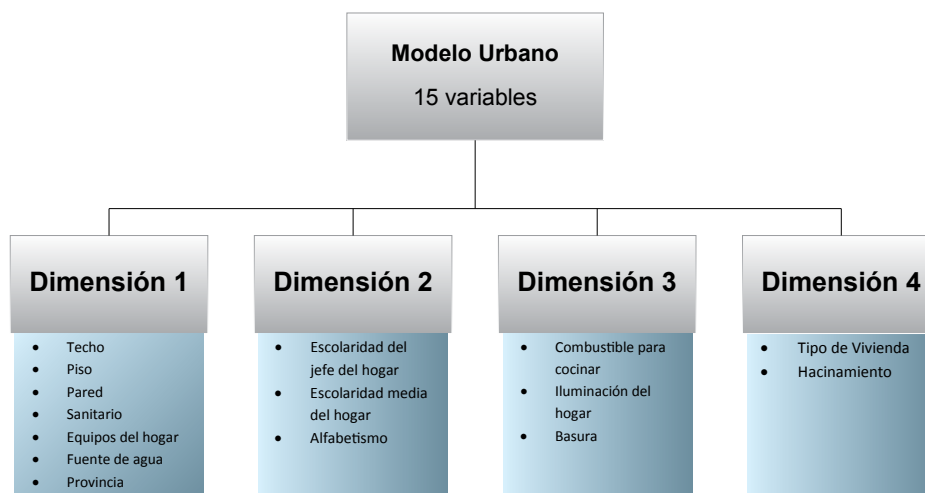 Modelo Urbano
15 variables
Dimensión 1
• Techo
• Piso
• Pared
• Sanitario
• Equipos del hogar
• Fuente de agua
• Provincia
Dimensión 2
• Escolaridad del
jefe del hogar
• Escolaridad media
del hogar
• Alfabetismo
Dimensión 3
• Combustible para
cocinar
• Iluminación del
hogar
• Basura
Dimensión 4
• Tipo de Vivienda
• Hacinamiento